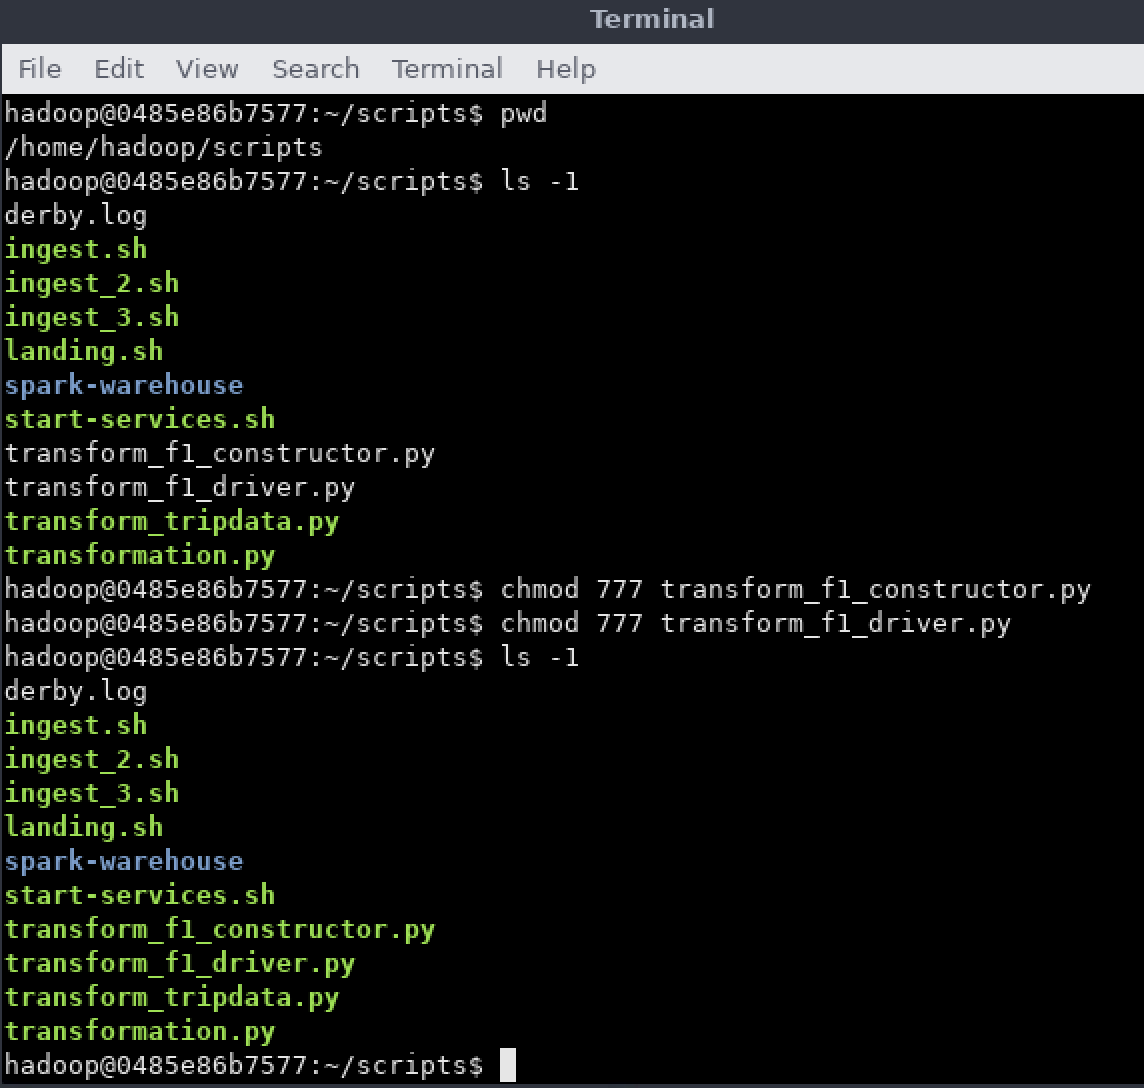 Terminal
File Edit View Search Terminal Help
hadoop@0485e86b7577:~/scripts$ pwd
/home/hadoop/scripts
hadoop@0485e86b7577:~/scripts$ ls -1
derby.log
ingest.sh
ingest_2.sh
ingest_3.sh
landing.sh
spark-warehouse
start-services.sh
transform_f1_constructor.py
transform_f1_driver.py
transform_tripdata.py
transformation.py
hadoop@0485e86b7577:~/scripts$ chmod 777 transform_f1_constructor.py
hadoop@0485e86b7577:~/scripts$ chmod 777 transform_f1_driver.py
hadoop@0485e86b7577:~/scripts$ ls -1
derby.log
ingest.sh
ingest_2.sh
ingest_3.sh
landing.sh
spark-warehouse
start-services.sh
transform_f1_constructor.py
transform_f1_driver.py
transform_tripdata.py
transformation.py
hadoop@0485e86b7577:~/scripts$